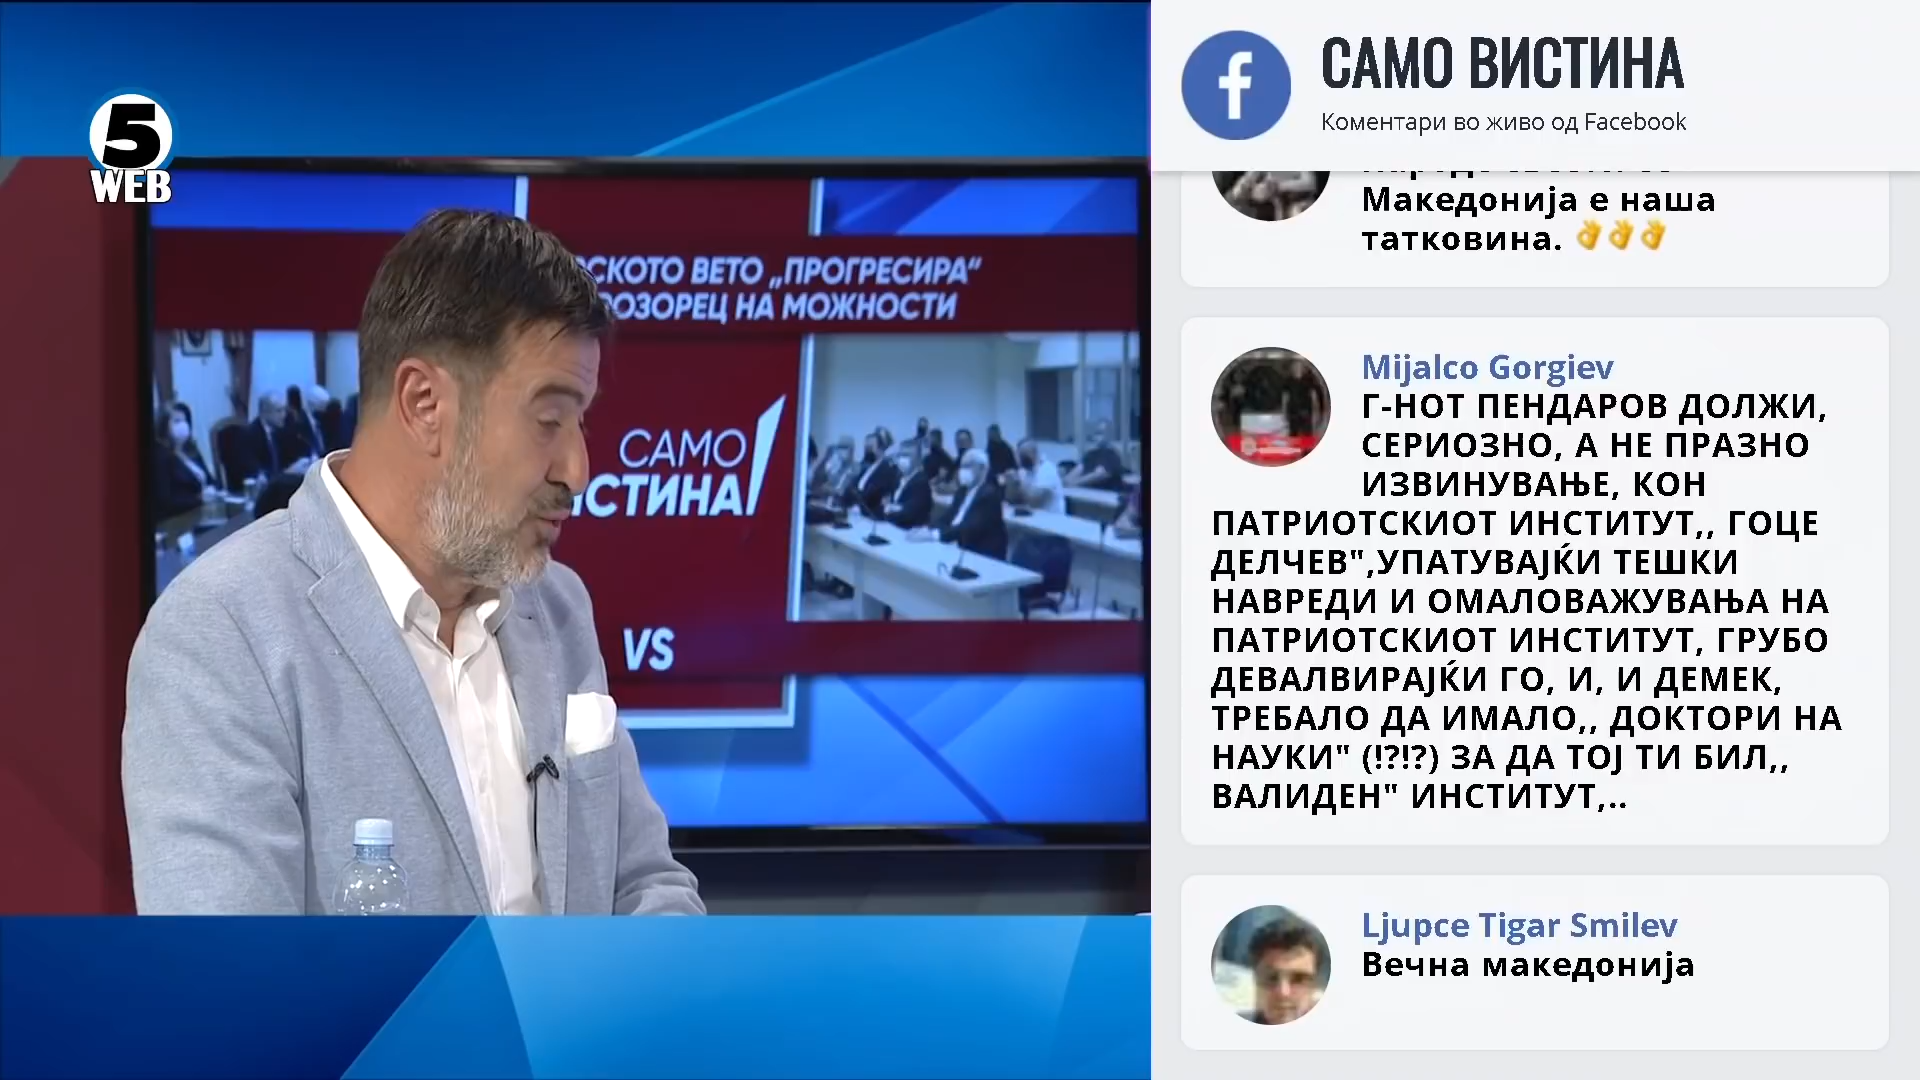 5
WEB
СКОТО ВЕТО „ПРОГРЕСИРА“
ОЗОРЕЦ НА МОЖНОСТИ
САМО
ИСТИНА!
VS
САМО ВИСТИНА
Коментари во живо од Facebook
Македонија е наша
татковина. 👌👌👌
Mijalco Gorgiev
Г-НОТ ПЕНДАРОВ ДОЛЖИ,
СЕРИОЗНО, А НЕ ПРАЗНО
ИЗВИНУВАЊЕ, КОН
ПАТРИОТСКИОТ ИНСТИТУТ,, ГОЦЕ
ДЕЛЧЕВ",УПАТУВАЈЌИ ТЕШКИ
НАВРЕДИ И ОМАЛОВАЖУВАЊА НА
ПАТРИОТСКИОТ ИНСТИТУТ, ГРУБО
ДЕВАЛВИРАЈЌИ ГО, И, И ДЕМЕК,
ТРЕБАЛО ДА ИМАЛО,, ДОКТОРИ НА
НАУКИ" (!?!?) ЗА ДА ТОЈ ТИ БИЛ,,
ВАЛИДЕН" ИНСТИТУТ,..
Ljupce Tigar Smilev
Вечна македонија